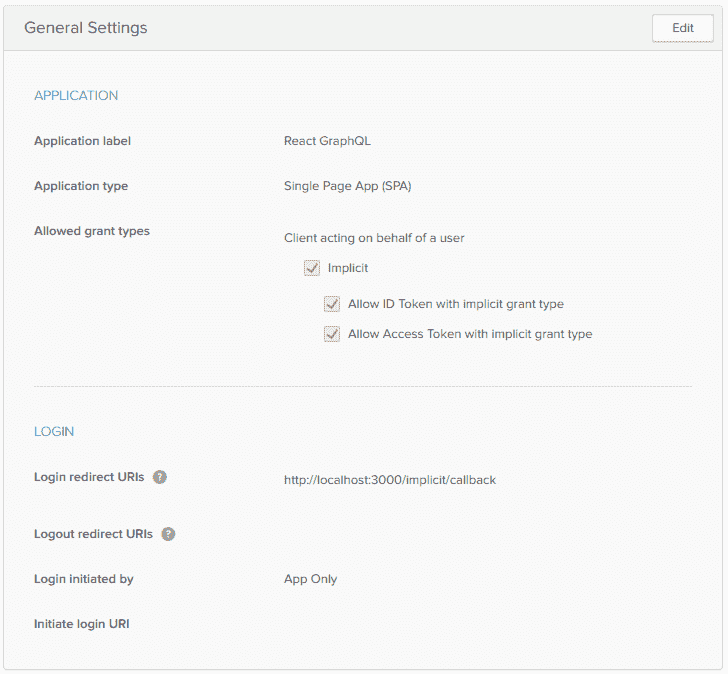 General Settings
Edit
APPLICATION
Application label
React GraphQL
Application type
Single Page App (SPA)
Allowed grant types
Client acting on behalf of a user
Implicit
Allow ID Token with implicit grant type
Allow Access Token with implicit grant type
LOGIN
Login redirect URIs ?
http://localhost:3000/implicit/callback
Logout redirect URIs ?
Login initiated by
App Only
Initiate login URI